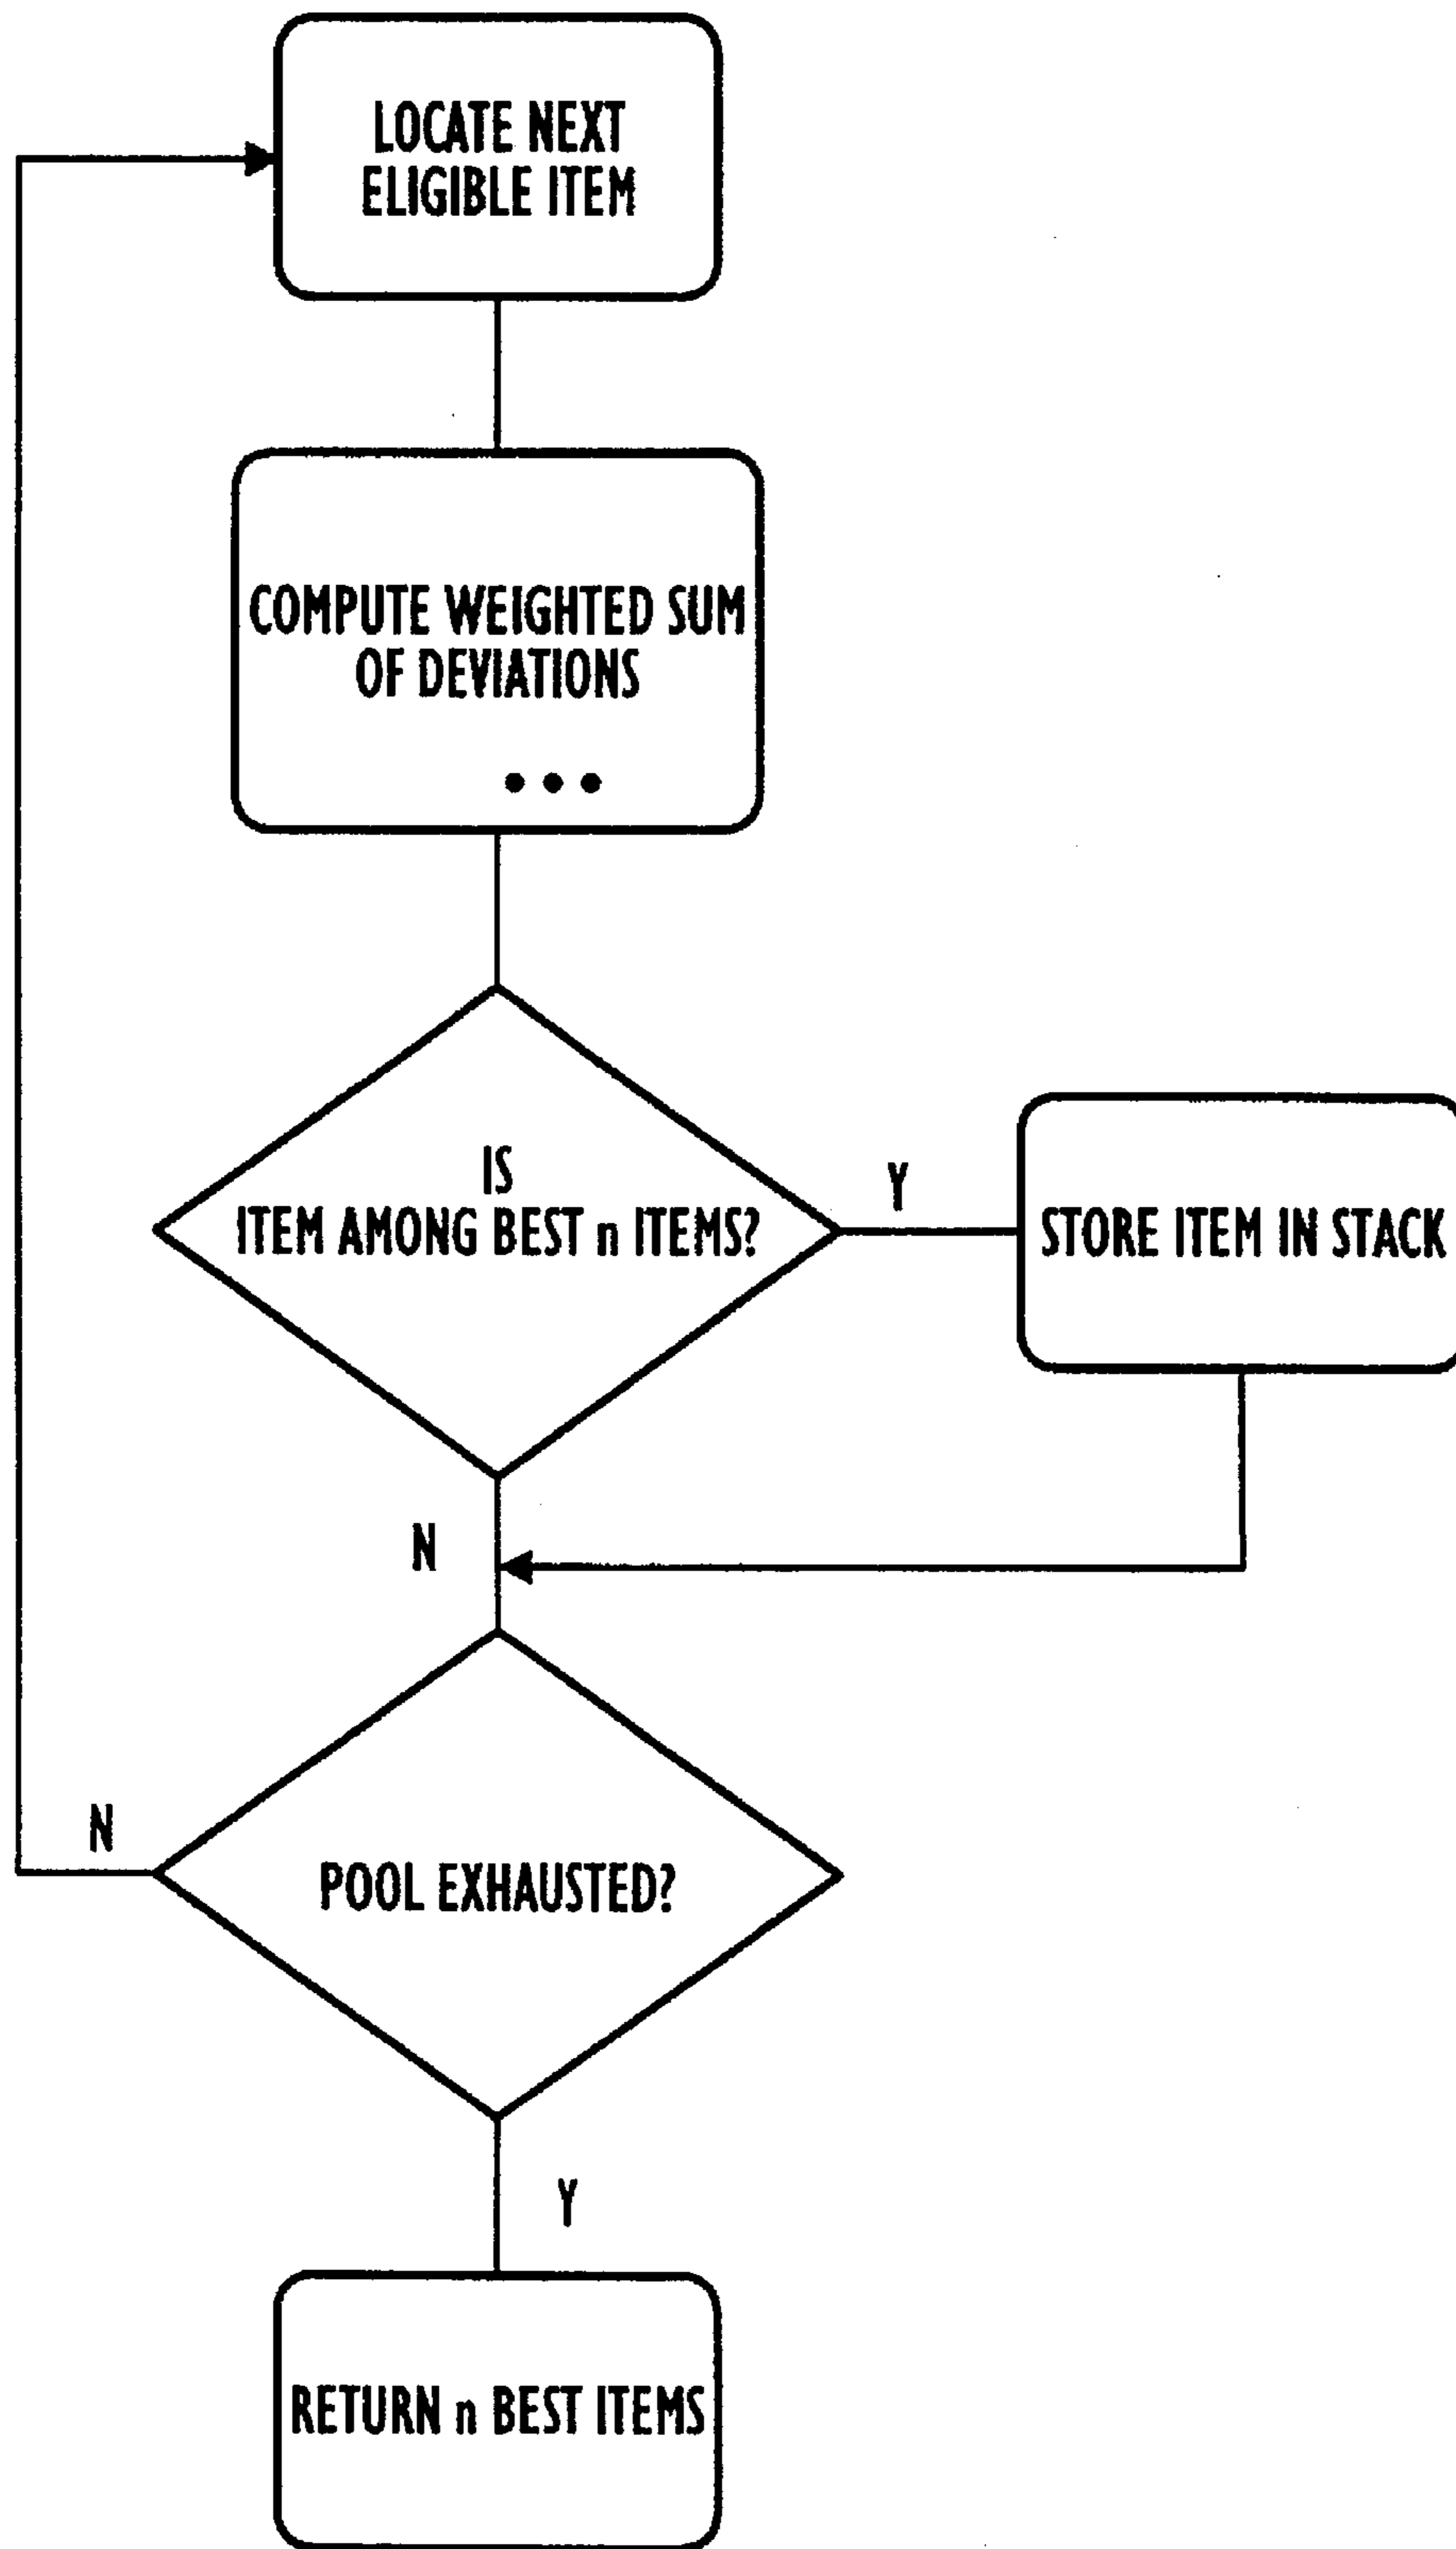 LOCATE NEXT
ELIGIBLE ITEM
COMPUTE WEIGHTED SUM
OF DEVIATIONS
• • •
IS
ITEM AMONG BEST n ITEMS?
Y
STORE ITEM IN STACK
N
N
POOL EXHAUSTED?
Y
RETURN n BEST ITEMS